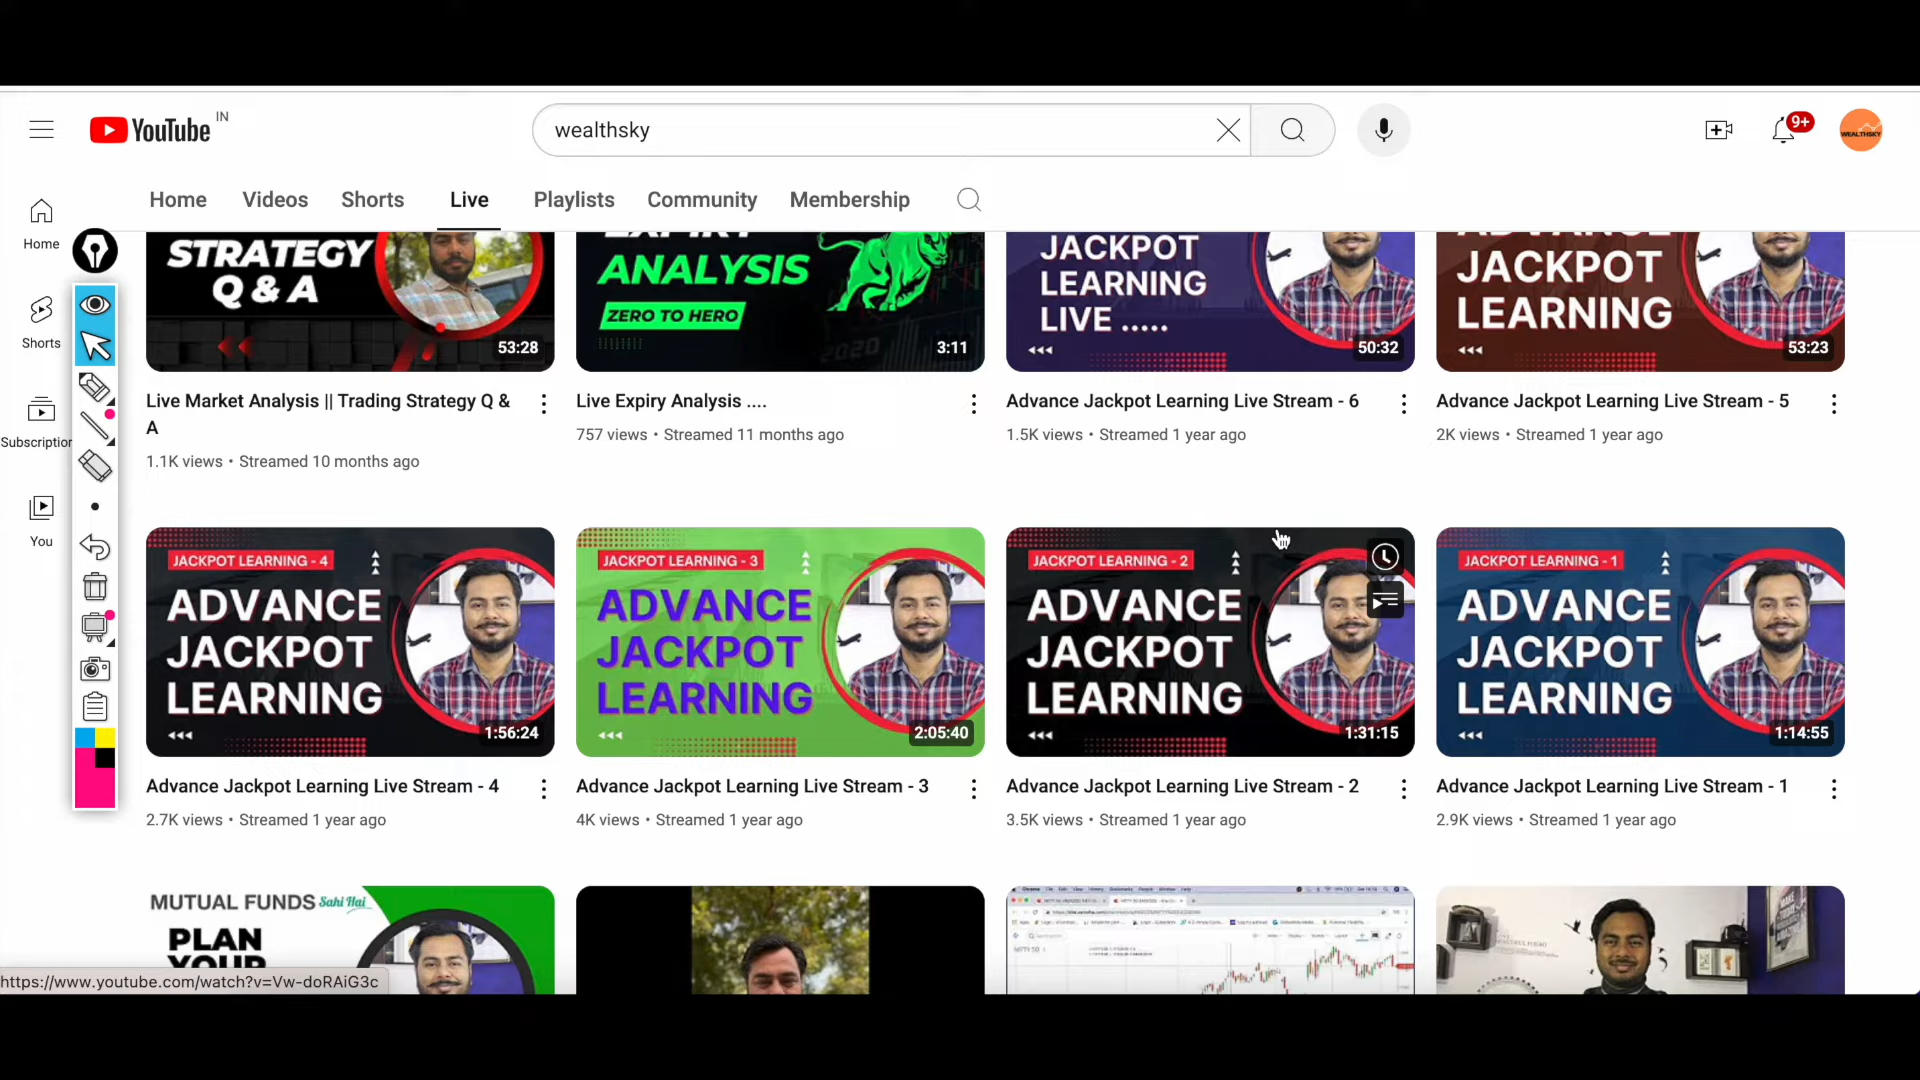 YouTube IN
wealthsky
9+
WEALTHSKY
Home Videos Shorts Live Playlists Community Membership
Home
Shorts
Subscription
You
STRATEGY
Q & A
53:28
ANALYSIS
ZERO TO HERO
2020
3:11
JACKPOT
LEARNING
LIVE .....
50:32
ADVANCE
JACKPOT
LEARNING
53:23
Live Market Analysis || Trading Strategy Q &
A
1.1K views • Streamed 10 months ago
Live Expiry Analysis ....
757 views • Streamed 11 months ago
Advance Jackpot Learning Live Stream - 6
1.5K views • Streamed 1 year ago
Advance Jackpot Learning Live Stream - 5
2K views • Streamed 1 year ago
JACKPOT LEARNING - 4
ADVANCE
JACKPOT
LEARNING
1:56:24
JACKPOT LEARNING - 3
ADVANCE
JACKPOT
LEARNING
2:05:40
JACKPOT LEARNING - 2
ADVANCE
JACKPOT
LEARNING
1:31:15
JACKPOT LEARNING - 1
ADVANCE
JACKPOT
LEARNING
1:14:55
Advance Jackpot Learning Live Stream - 4
2.7K views • Streamed 1 year ago
Advance Jackpot Learning Live Stream - 3
4K views • Streamed 1 year ago
Advance Jackpot Learning Live Stream - 2
3.5K views • Streamed 1 year ago
Advance Jackpot Learning Live Stream - 1
2.9K views • Streamed 1 year ago
MUTUAL FUNDS Sahi Hai
PLAN
YOUR
NIFTY 50
https://www.youtube.com/watch?v=Vw-doRAiG3c